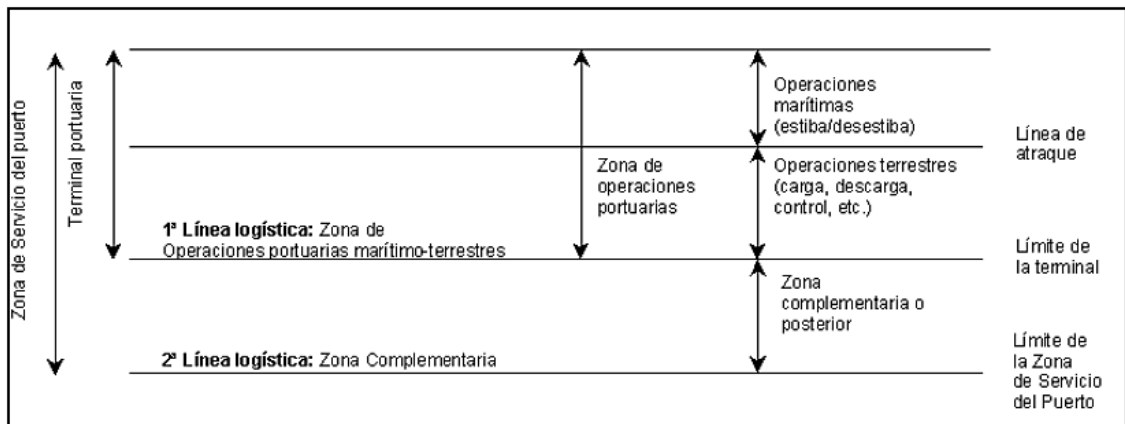 Zona de Servicio del puerto
Terminal portuaria
Operaciones
marítimas
(estiba/desestiba)
Línea de
atraque
Zona de
operaciones
portuarias
Operaciones terrestres
(carga, descarga,
control, etc.)
1ª Línea logística: Zona de
Operaciones portuarias marítimo-terrestres
Límite de
la terminal
Zona
complementaria o
posterior
2ª Línea logística: Zona Complementaria
Límite de
la Zona
de Servicio
del Puerto